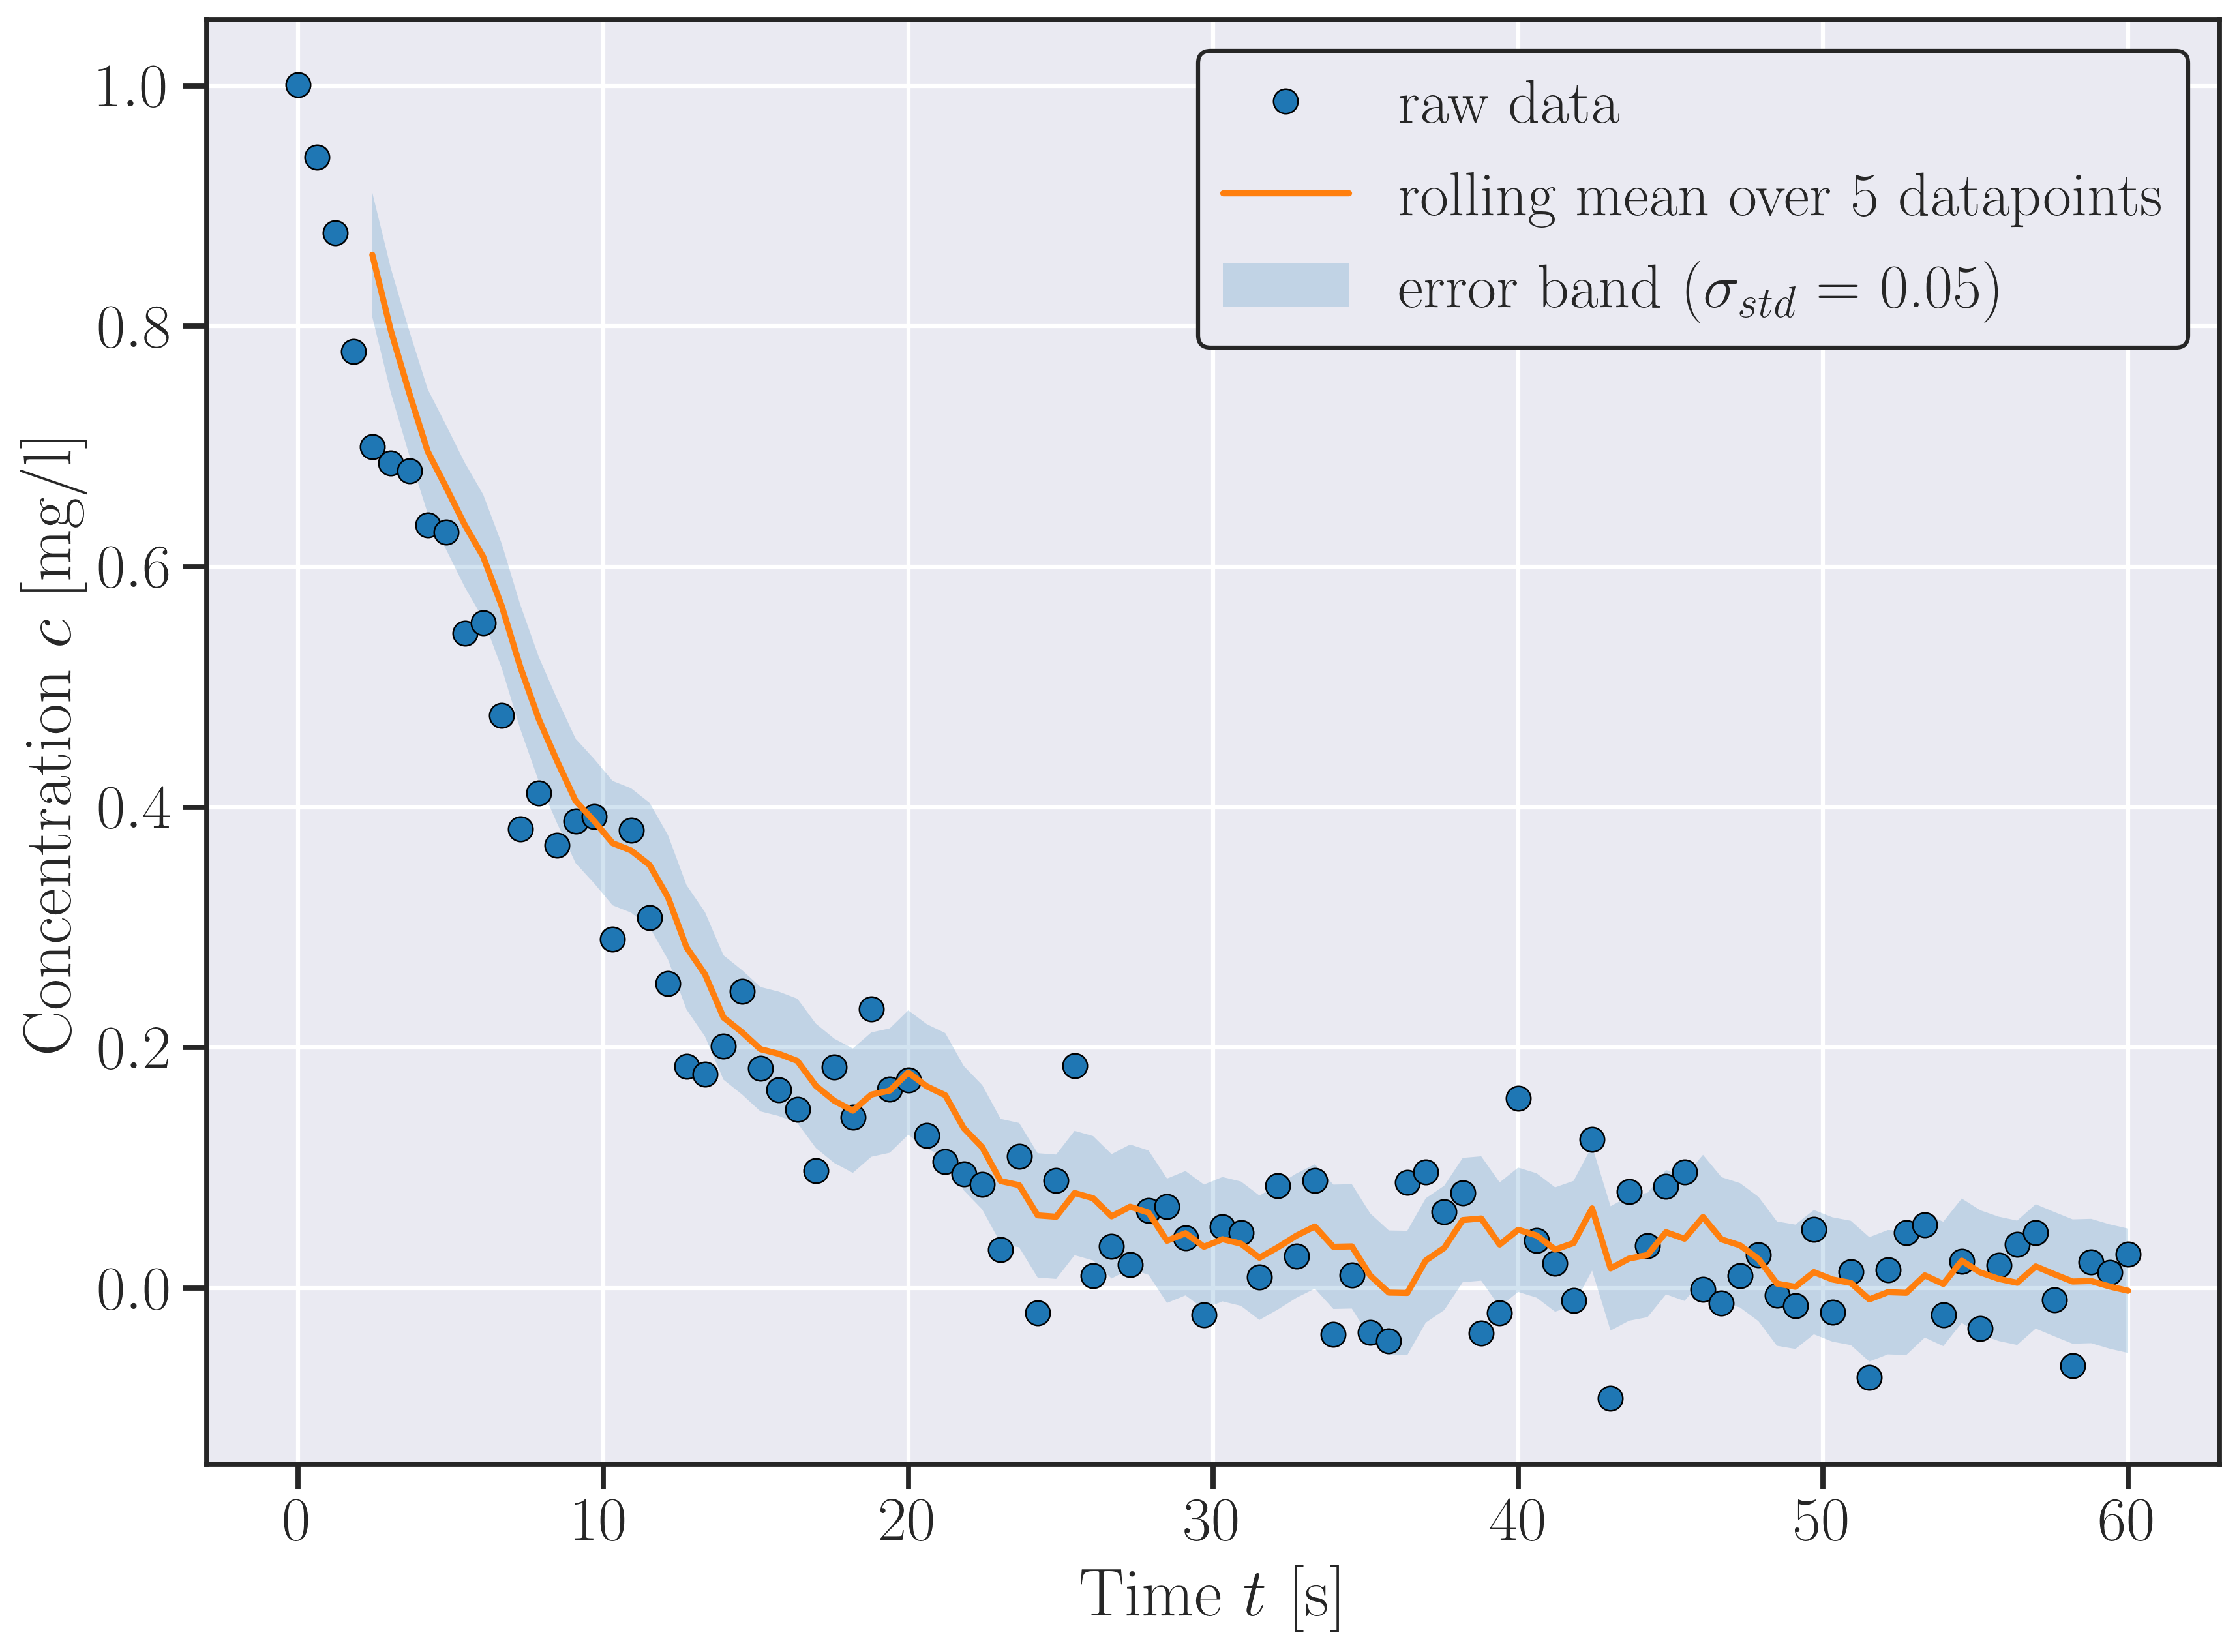 raw data
rolling mean over 5 datapoints
error band (σ_std = 0.05)
Concentration c [mg/l]
1.0
0.8
0.6
0.4
0.2
0.0
0 10 20 30 40 50 60
Time t [s]